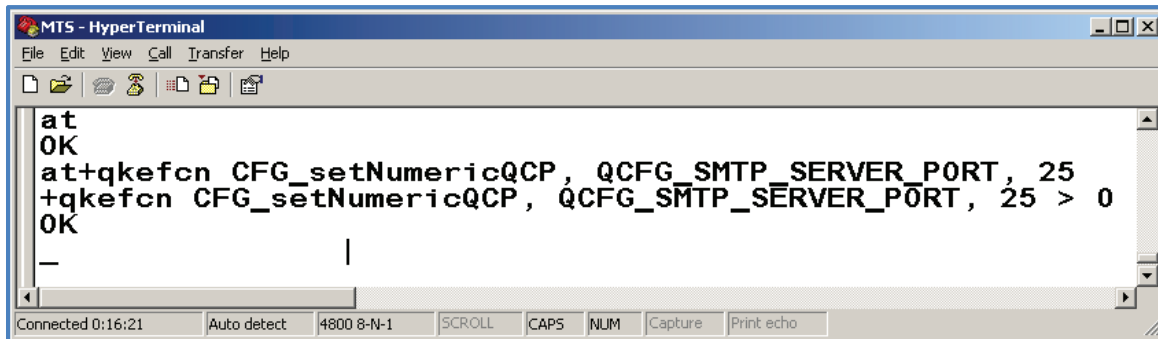 MTS - HyperTerminal
File Edit View Call Transfer Help
at
OK
at+qkefcn CFG_setNumericQCP, QCFG_SMTP_SERVER_PORT, 25
+qkefcn CFG_setNumericQCP, QCFG_SMTP_SERVER_PORT, 25 > 0
OK
_
Connected 0:16:21 Auto detect 4800 8-N-1 SCROLL CAPS NUM Capture Print echo